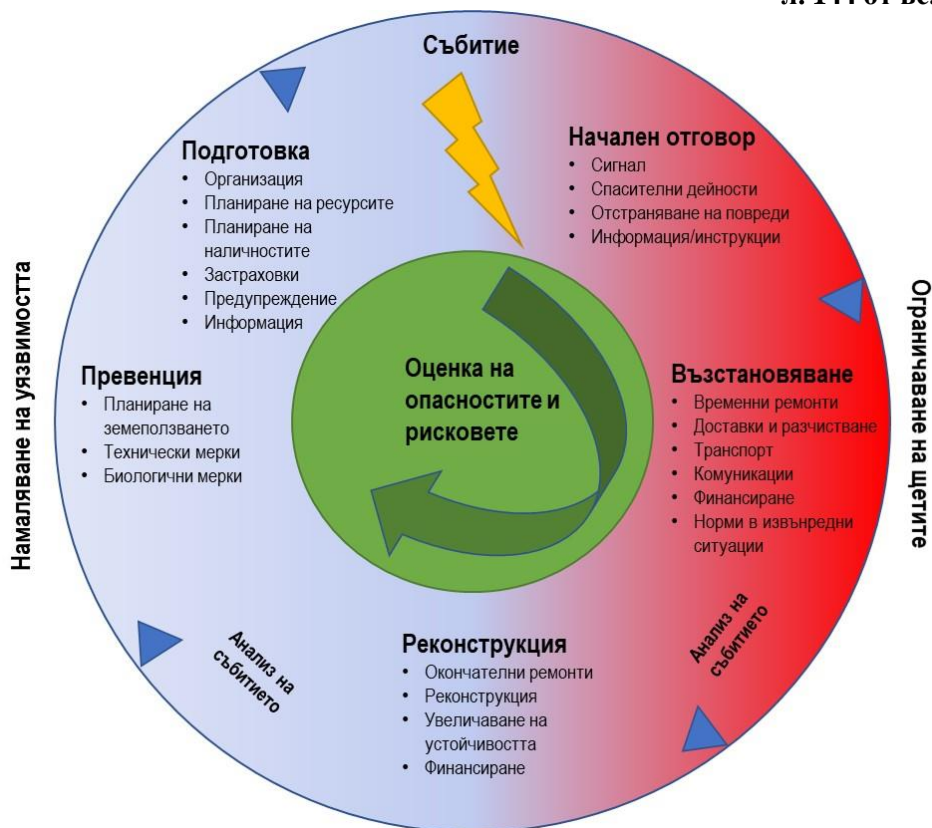 Събитие
Начален отговор
• Сигнал
• Спасителни дейности
• Отстраняване на повреди
• Информация/инструкции
Ограничаване на щетите
Възстановяване
• Временни ремонти
• Доставки и разчистване
• Транспорт
• Комуникации
• Финансиране
• Норми в извънредни
ситуации
Анализ на
събитието
Реконструкция
• Окончателни ремонти
• Реконструкция
• Увеличаване на
устойчивостта
• Финансиране
Анализ на
събитието
Намаляване на уязвимостта
Превенция
• Планиране на
земеползването
• Технически мерки
• Биологични мерки
Подготовка
• Организация
• Планиране на ресурсите
• Планиране на
наличностите
• Застраховки
• Предупреждение
• Информация
Оценка на
опасностите и
рисковете